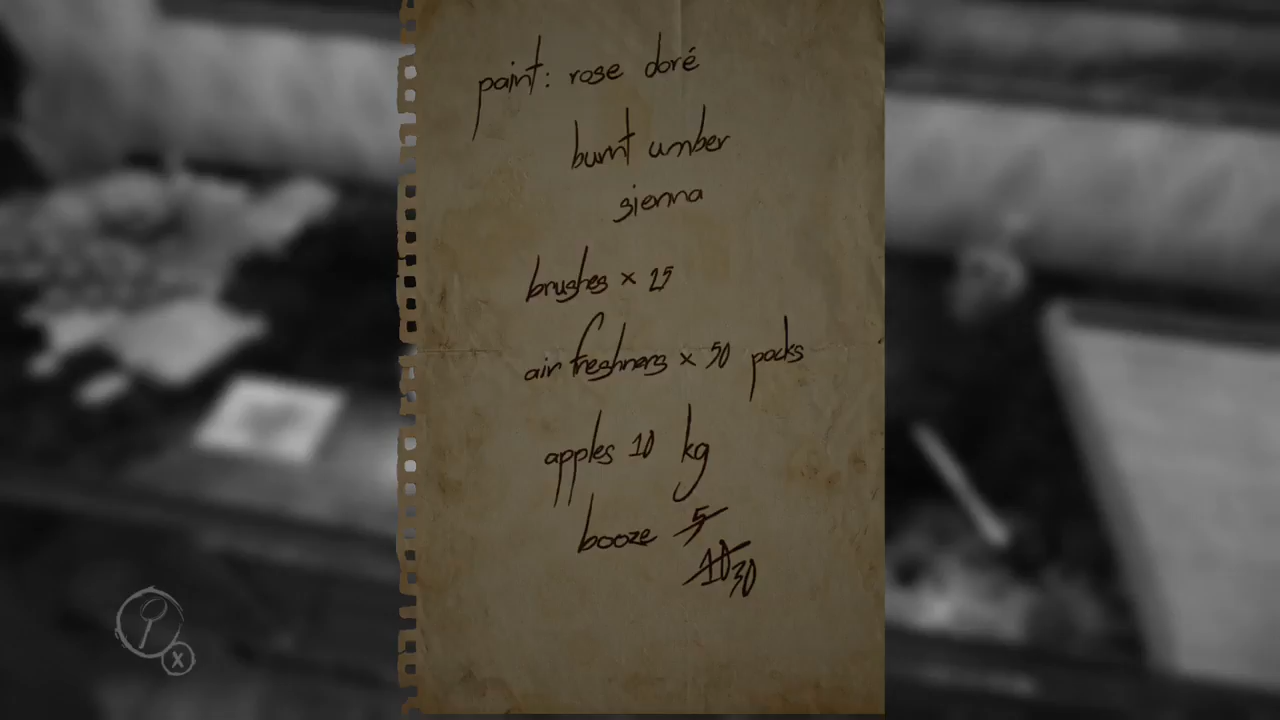 paint: rose doré
burnt umber
sienna
brushes x 25
air freshners x 50 packs
apples 10 kg
booze 5
10 30
X